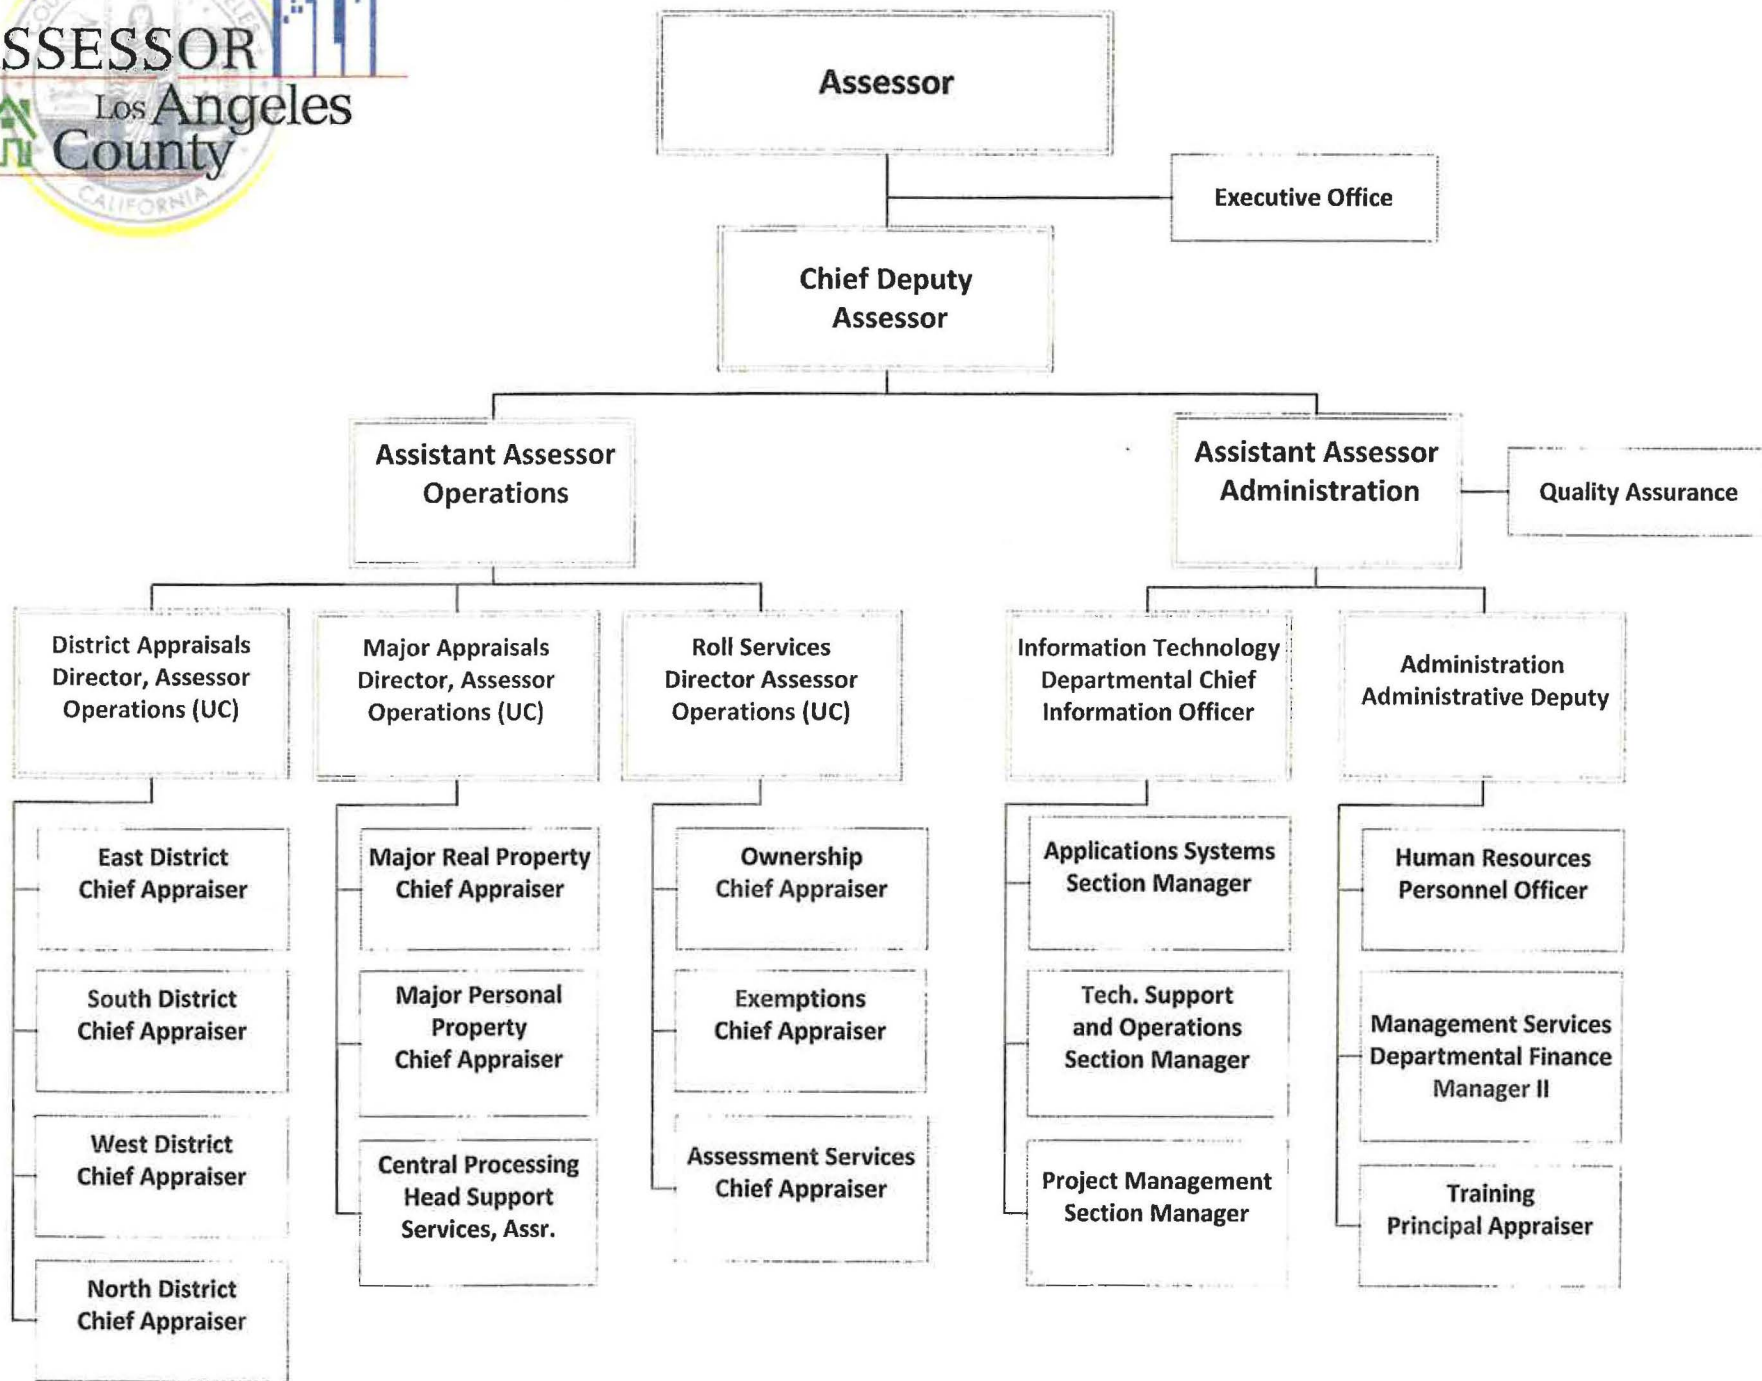 SSESSOR
Los Angeles
County
CALIFORNIA
Assessor
Executive Office
Chief Deputy
Assessor
Assistant Assessor
Operations
Assistant Assessor
Administration
Quality Assurance
District Appraisals
Director, Assessor
Operations (UC)
Major Appraisals
Director, Assessor
Operations (UC)
Roll Services
Director Assessor
Operations (UC)
Information Technology
Departmental Chief
Information Officer
Administration
Administrative Deputy
East District
Chief Appraiser
South District
Chief Appraiser
West District
Chief Appraiser
North District
Chief Appraiser
Major Real Property
Chief Appraiser
Major Personal
Property
Chief Appraiser
Central Processing
Head Support
Services, Assr.
Ownership
Chief Appraiser
Exemptions
Chief Appraiser
Assessment Services
Chief Appraiser
Applications Systems
Section Manager
Tech. Support
and Operations
Section Manager
Project Management
Section Manager
Human Resources
Personnel Officer
Management Services
Departmental Finance
Manager II
Training
Principal Appraiser